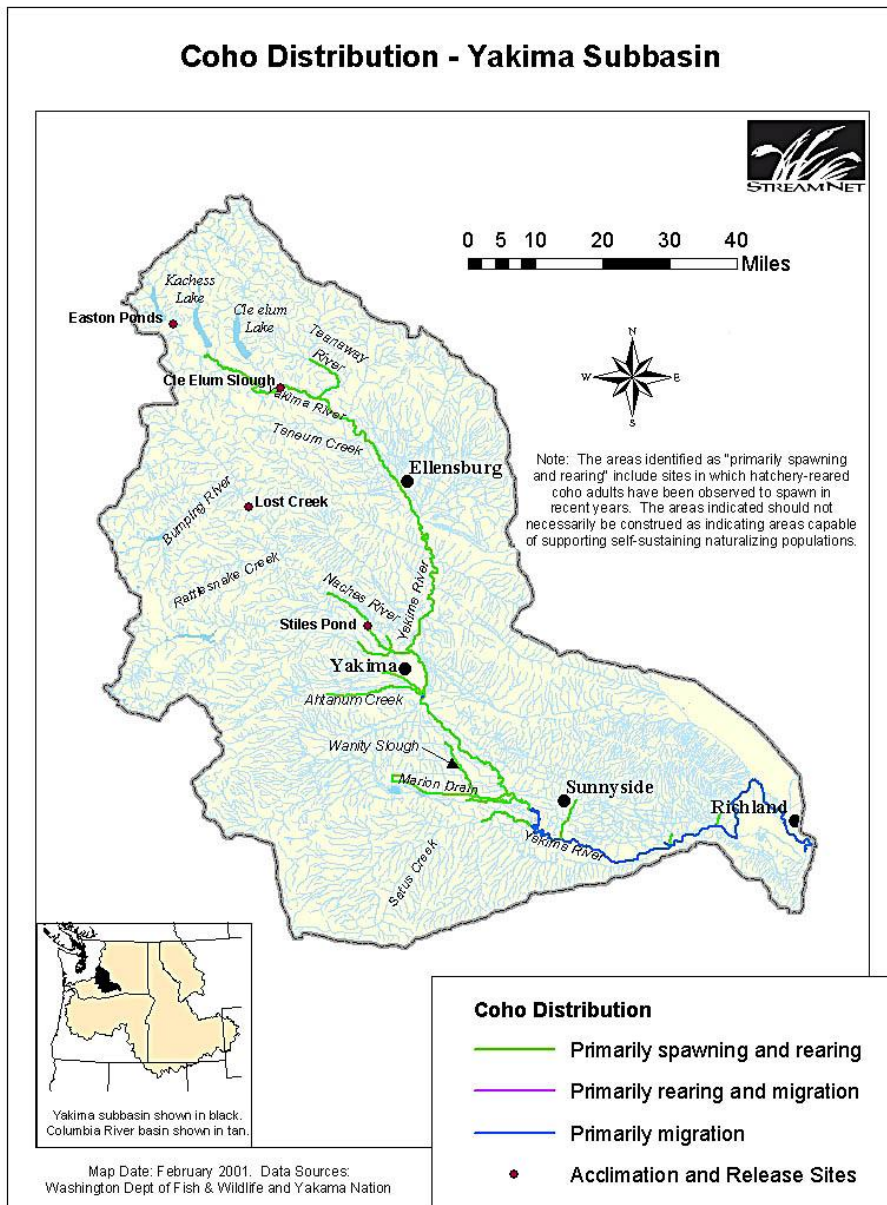 Coho Distribution - Yakima Subbasin
STREAMNET
0 5 10 20 30 40
Miles
Kachess
Lake
Cle elum
Lake
Easton Ponds
Teanaway
River
Cle Elum Slough
Yakima River
Taneum Creek
N
W E
S
Ellensburg
Note: The areas identified as "primarily spawning
and rearing" include sites in which hatchery-reared
coho adults have been observed to spawn in
recent years. The areas indicated should not
necessarily be construed as indicating areas capable
of supporting self-sustaining naturalizing populations.
Bumping River
Lost Creek
Rattlesnake Creek
Naches River
Yakima River
Stiles Pond
Yakima
Ahtanum Creek
Wanity Slough
Marion Drain
Sunnyside
Richland
Yakima River
Satus Creek
Yakima subbasin shown in black.
Columbia River basin shown in tan.
Coho Distribution
Primarily spawning and rearing
Primarily rearing and migration
Primarily migration
Acclimation and Release Sites
Map Date: February 2001. Data Sources:
Washington Dept of Fish & Wildlife and Yakama Nation